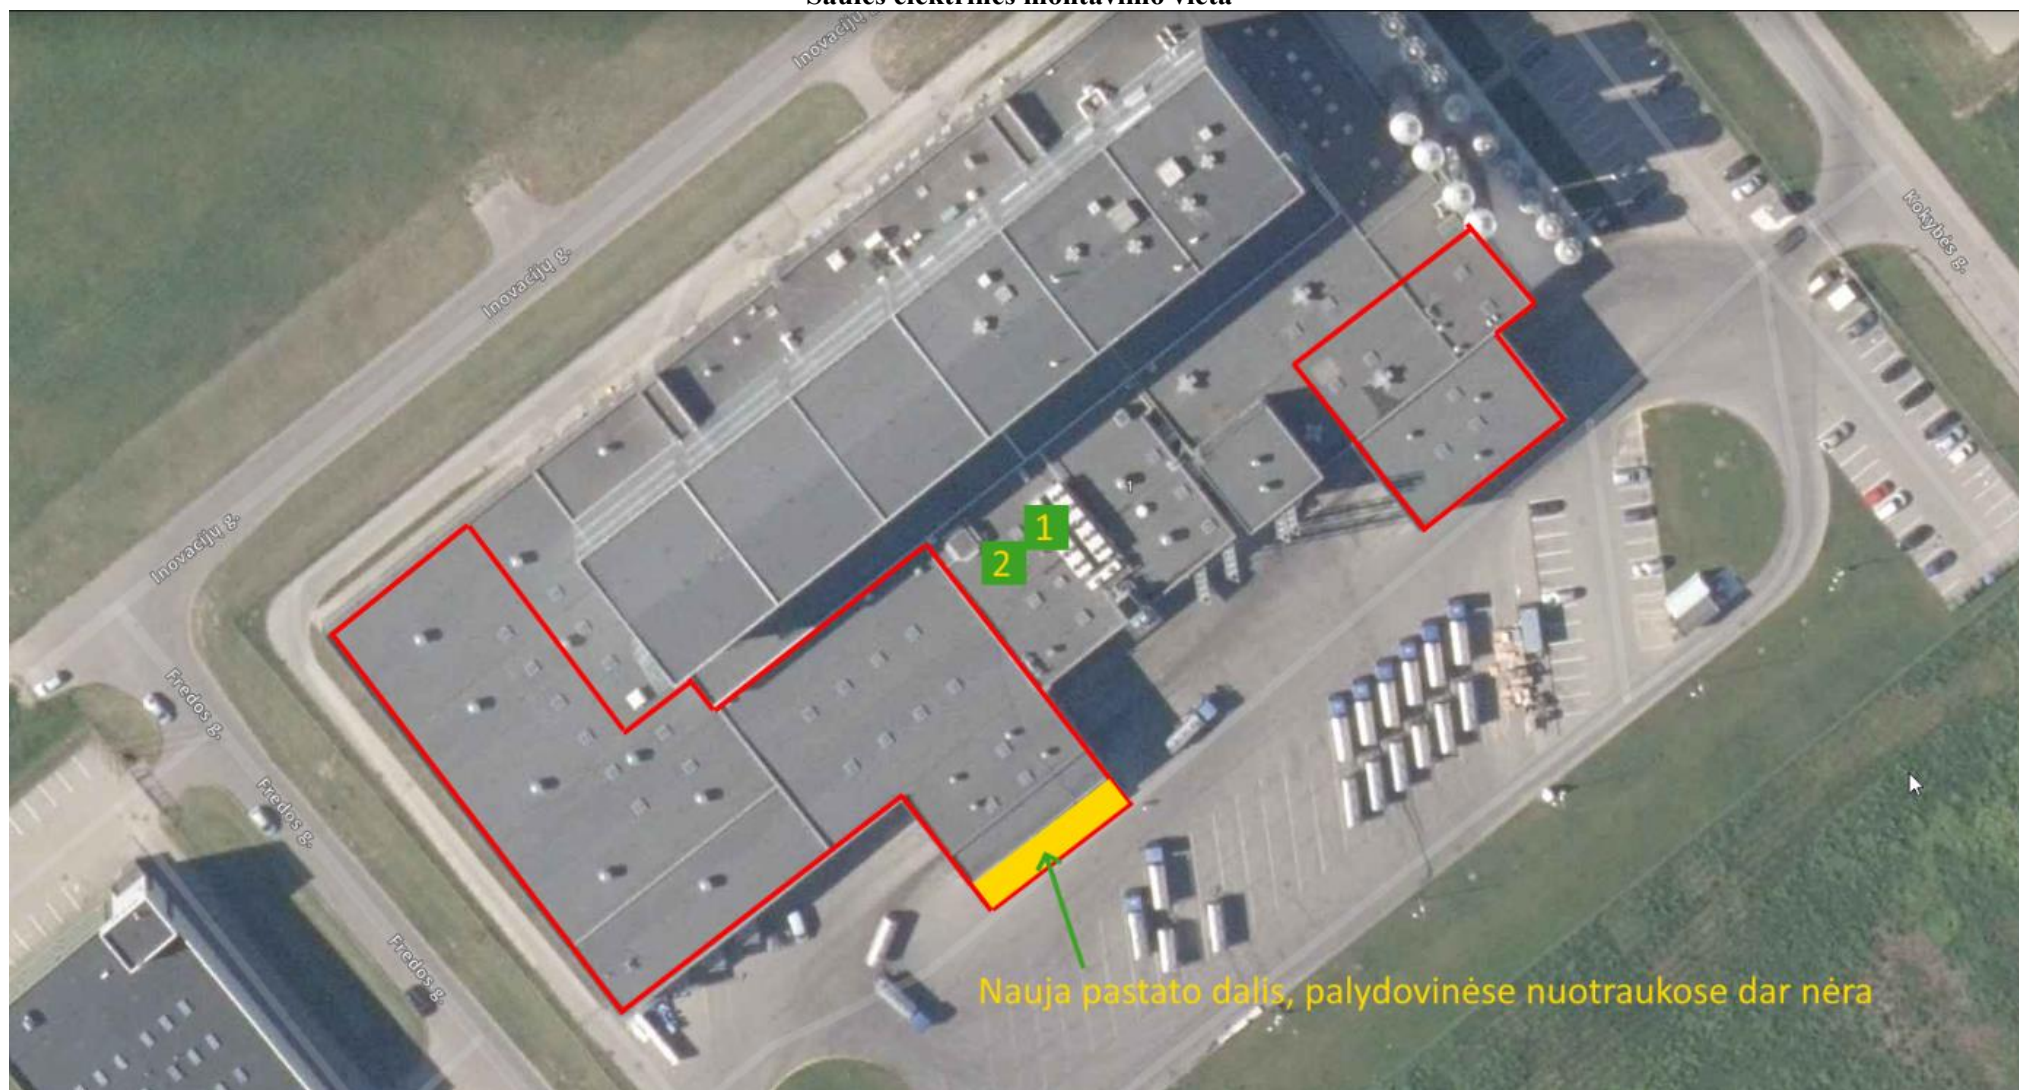 Saulės elektrinės montavimo vieta
Inovacijų g.
Inovacijų g.
Kokybės g.
Inovacijų g.
1
1
2
Fredos g.
Fredos g.
Fredos g.
Nauja pastato dalis, palydovinėse nuotraukose dar nėra